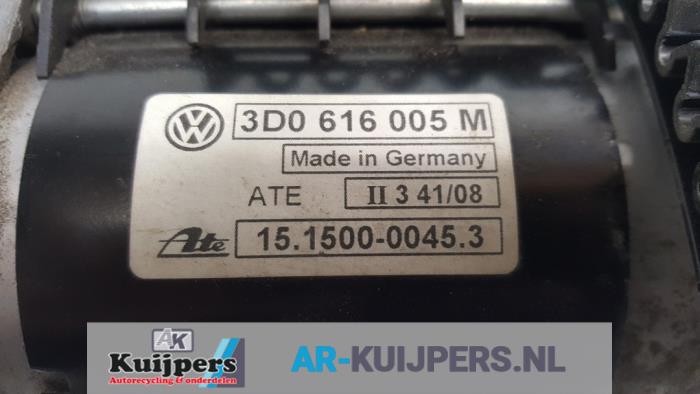 VW 3D0 616 005 M
Made in Germany
ATE II 3 41/08
Ate 15.1500-0045.3
AK
Kuijpers
Autorecycling & onderdelen
AR-KUIJPERS.NL